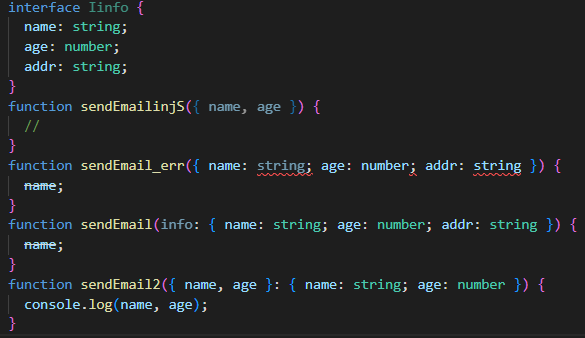 interface Iinfo {
name: string;
age: number;
addr: string;
}
function sendEmailinjS({ name, age }) {
//
}
function sendEmail_err({ name: string; age: number; addr: string }) {
name;
}
function sendEmail(info: { name: string; age: number; addr: string }) {
name;
}
function sendEmail2({ name, age }: { name: string; age: number }) {
console.log(name, age);
}